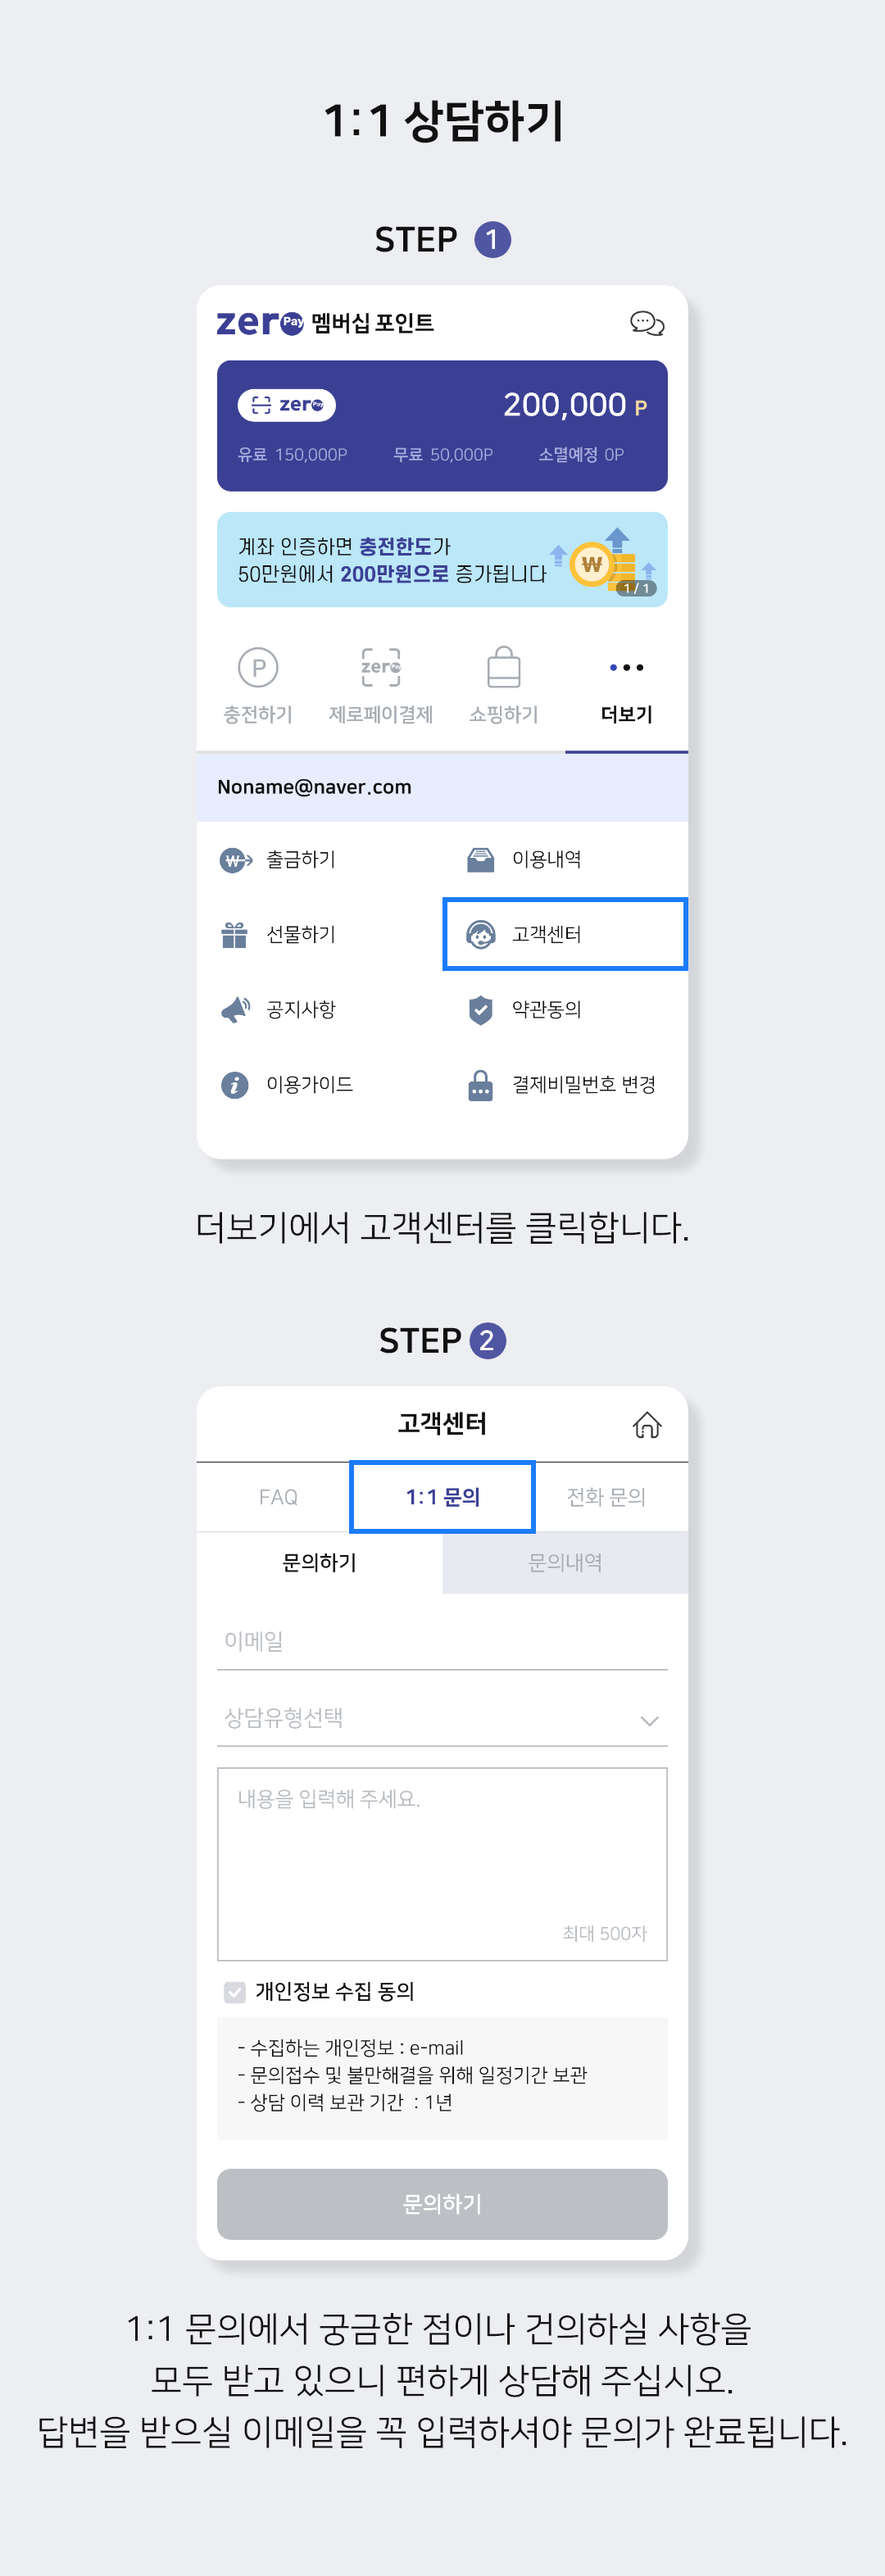 1:1 상담하기
STEP 1
zero Pay 멤버십 포인트
zero Pay 200,000 P
유료 150,000P 무료 50,000P 소멸예정 0P
계좌 인증하면 충전한도가
50만원에서 200만원으로 증가됩니다
1 / 1
P zero Pay
충전하기 제로페이결제 쇼핑하기 더보기
Noname@naver.com
출금하기 이용내역
선물하기 고객센터
공지사항 약관동의
이용가이드 결제비밀번호 변경
더보기에서 고객센터를 클릭합니다.
STEP 2
고객센터
FAQ 1:1 문의 전화 문의
문의하기 문의내역
이메일
상담유형선택
내용을 입력해 주세요.
최대 500자
개인정보 수집 동의
- 수집하는 개인정보 : e-mail
- 문의접수 및 불만해결을 위해 일정기간 보관
- 상담 이력 보관 기간 : 1년
문의하기
1:1 문의에서 궁금한 점이나 건의하실 사항을
모두 받고 있으니 편하게 상담해 주십시오.
답변을 받으실 이메일을 꼭 입력하셔야 문의가 완료됩니다.